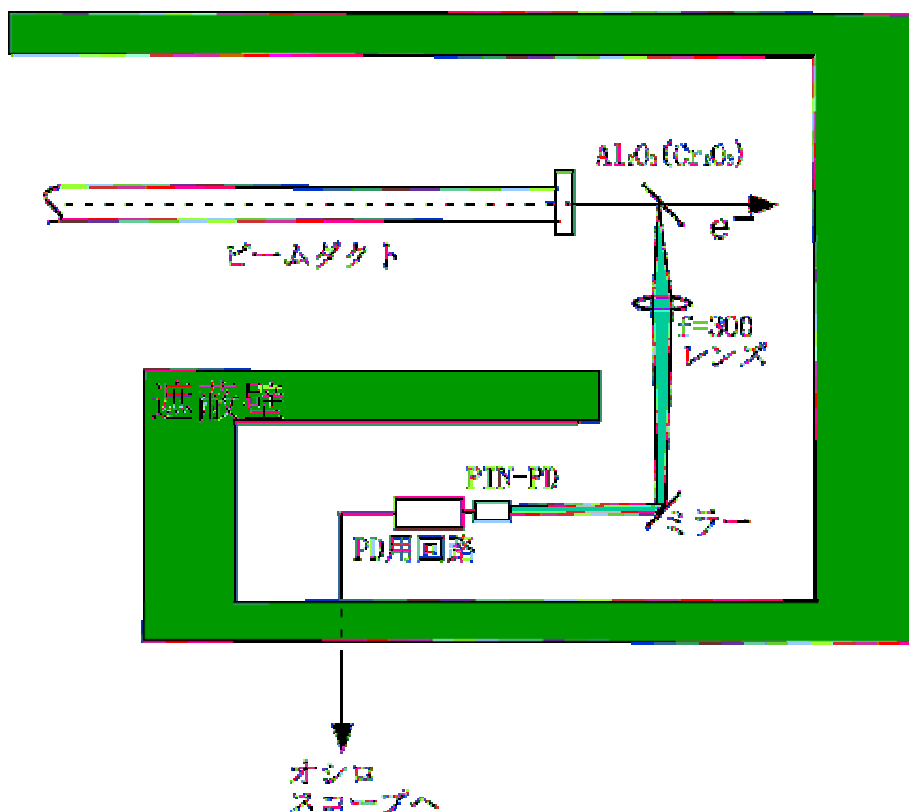 Al₂O₃(Cr₂O₃)
e⁻
ビームダクト
f=300
レンズ
遮蔽壁
PIN-PD
ミラー
PD用回路
オシロ
スコープへ